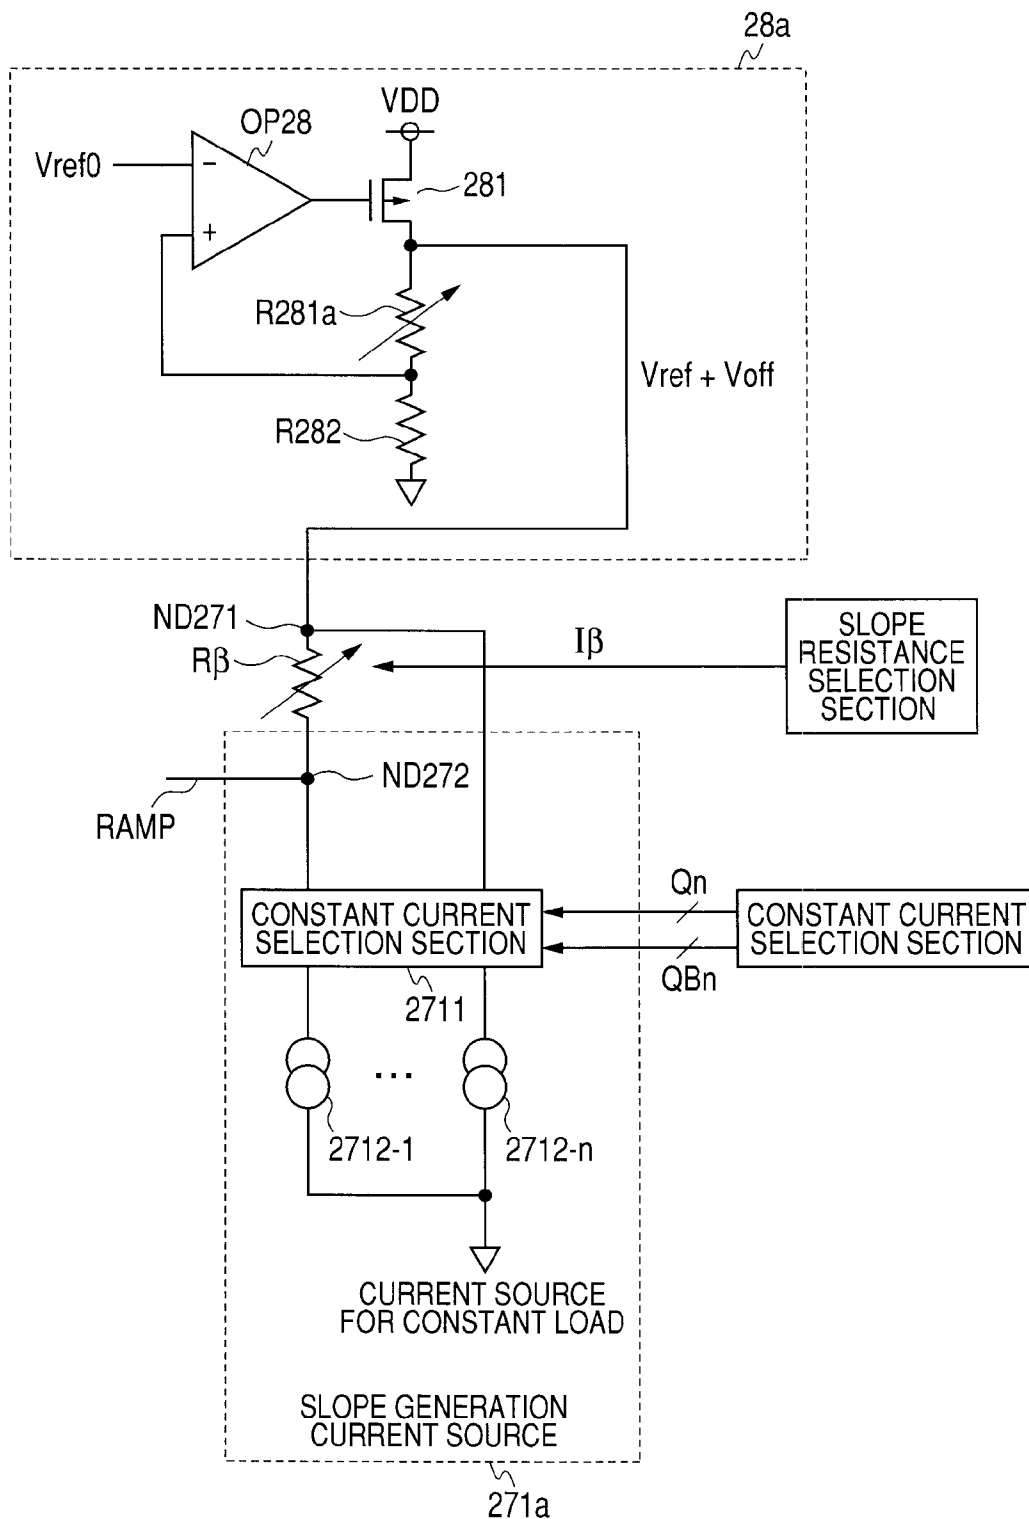 28a
VDD
OP28
Vref0
−
+
281
R281a
Vref + Voff
R282
ND271
Rβ
Iβ
SLOPE
RESISTANCE
SELECTION
SECTION
ND272
RAMP
CONSTANT CURRENT
SELECTION SECTION
Qn
QBn
CONSTANT CURRENT
SELECTION SECTION
2711
...
2712-1
2712-n
CURRENT SOURCE
FOR CONSTANT LOAD
SLOPE GENERATION
CURRENT SOURCE
271a